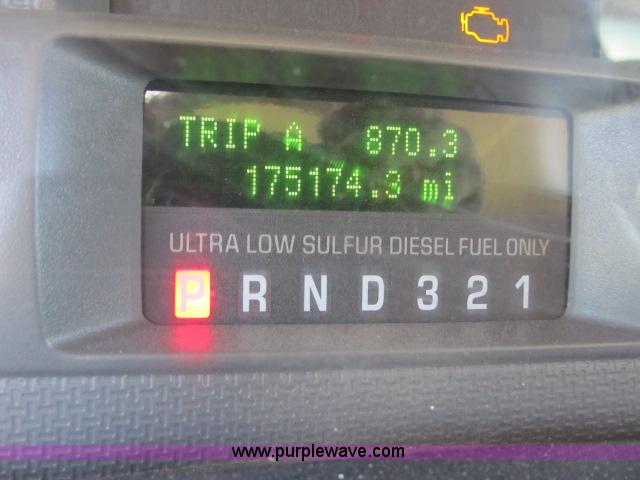 TRIP A 870.3
175174.3 mi
ULTRA LOW SULFUR DIESEL FUEL ONLY
P R N D 3 2 1
www.purplewave.com